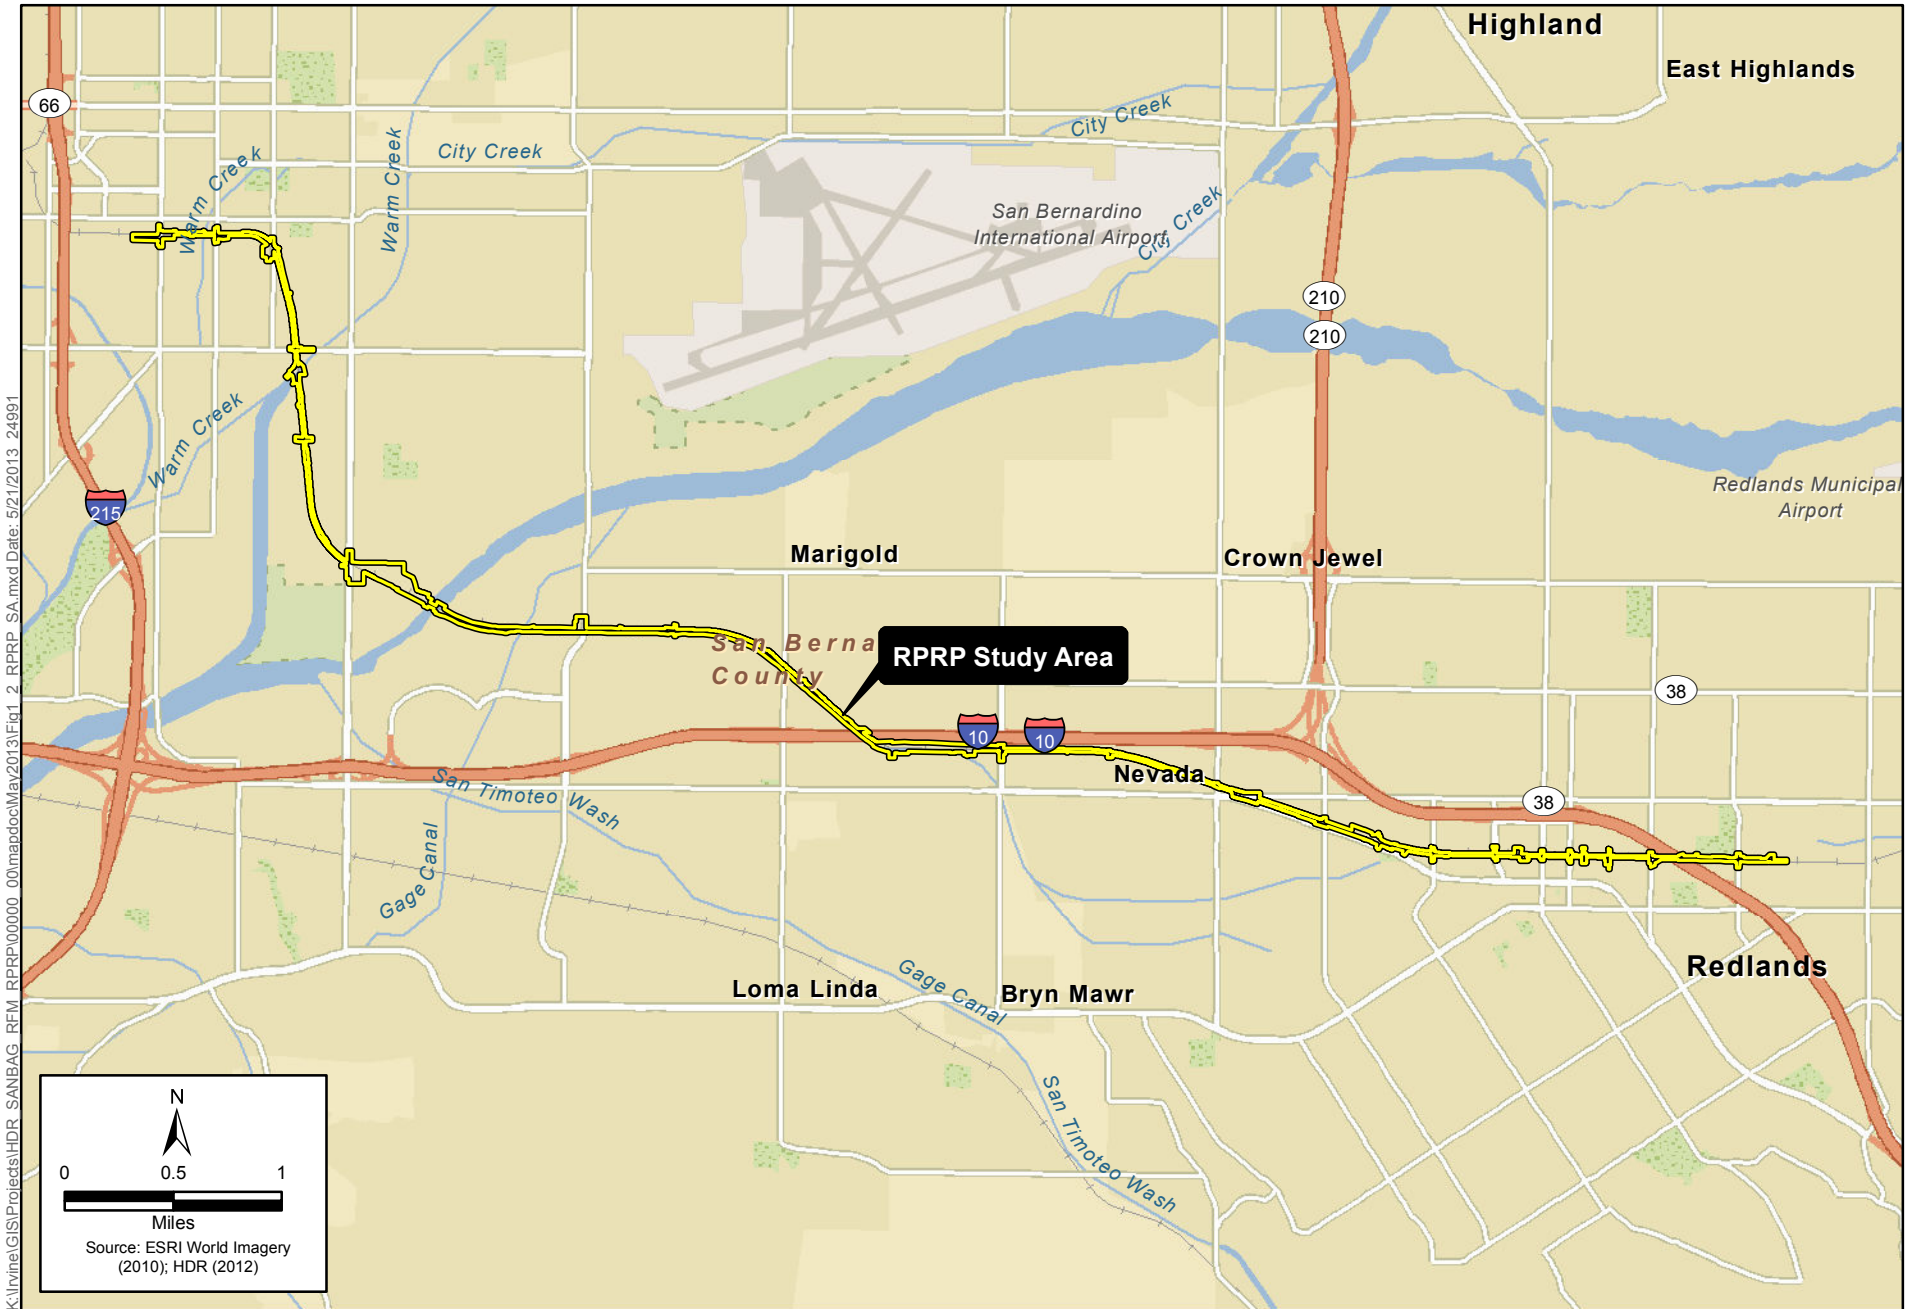 Highland
East Highlands
66
City Creek
City Creek
Warm Creek
Warm Creek
City Creek
San Bernardino
International Airport
210
210
Warm Creek
215
Redlands Municipal
Airport
Marigold
Crown Jewel
San Berna
County
RPRP Study Area
38
10
10
Nevada
38
San Timoteo Wash
Gage Canal
Loma Linda
Gage Canal
Bryn Mawr
Redlands
San Timoteo Wash
N
0 0.5 1
Miles
Source: ESRI World Imagery
(2010); HDR (2012)
K:\Irvine\GIS\Projects\HDR_SANBAG_RFM_RPRP\00000_00\mapdoc\May2013\Fig1_2_RPRP_SA.mxd Date: 5/21/2013 24991